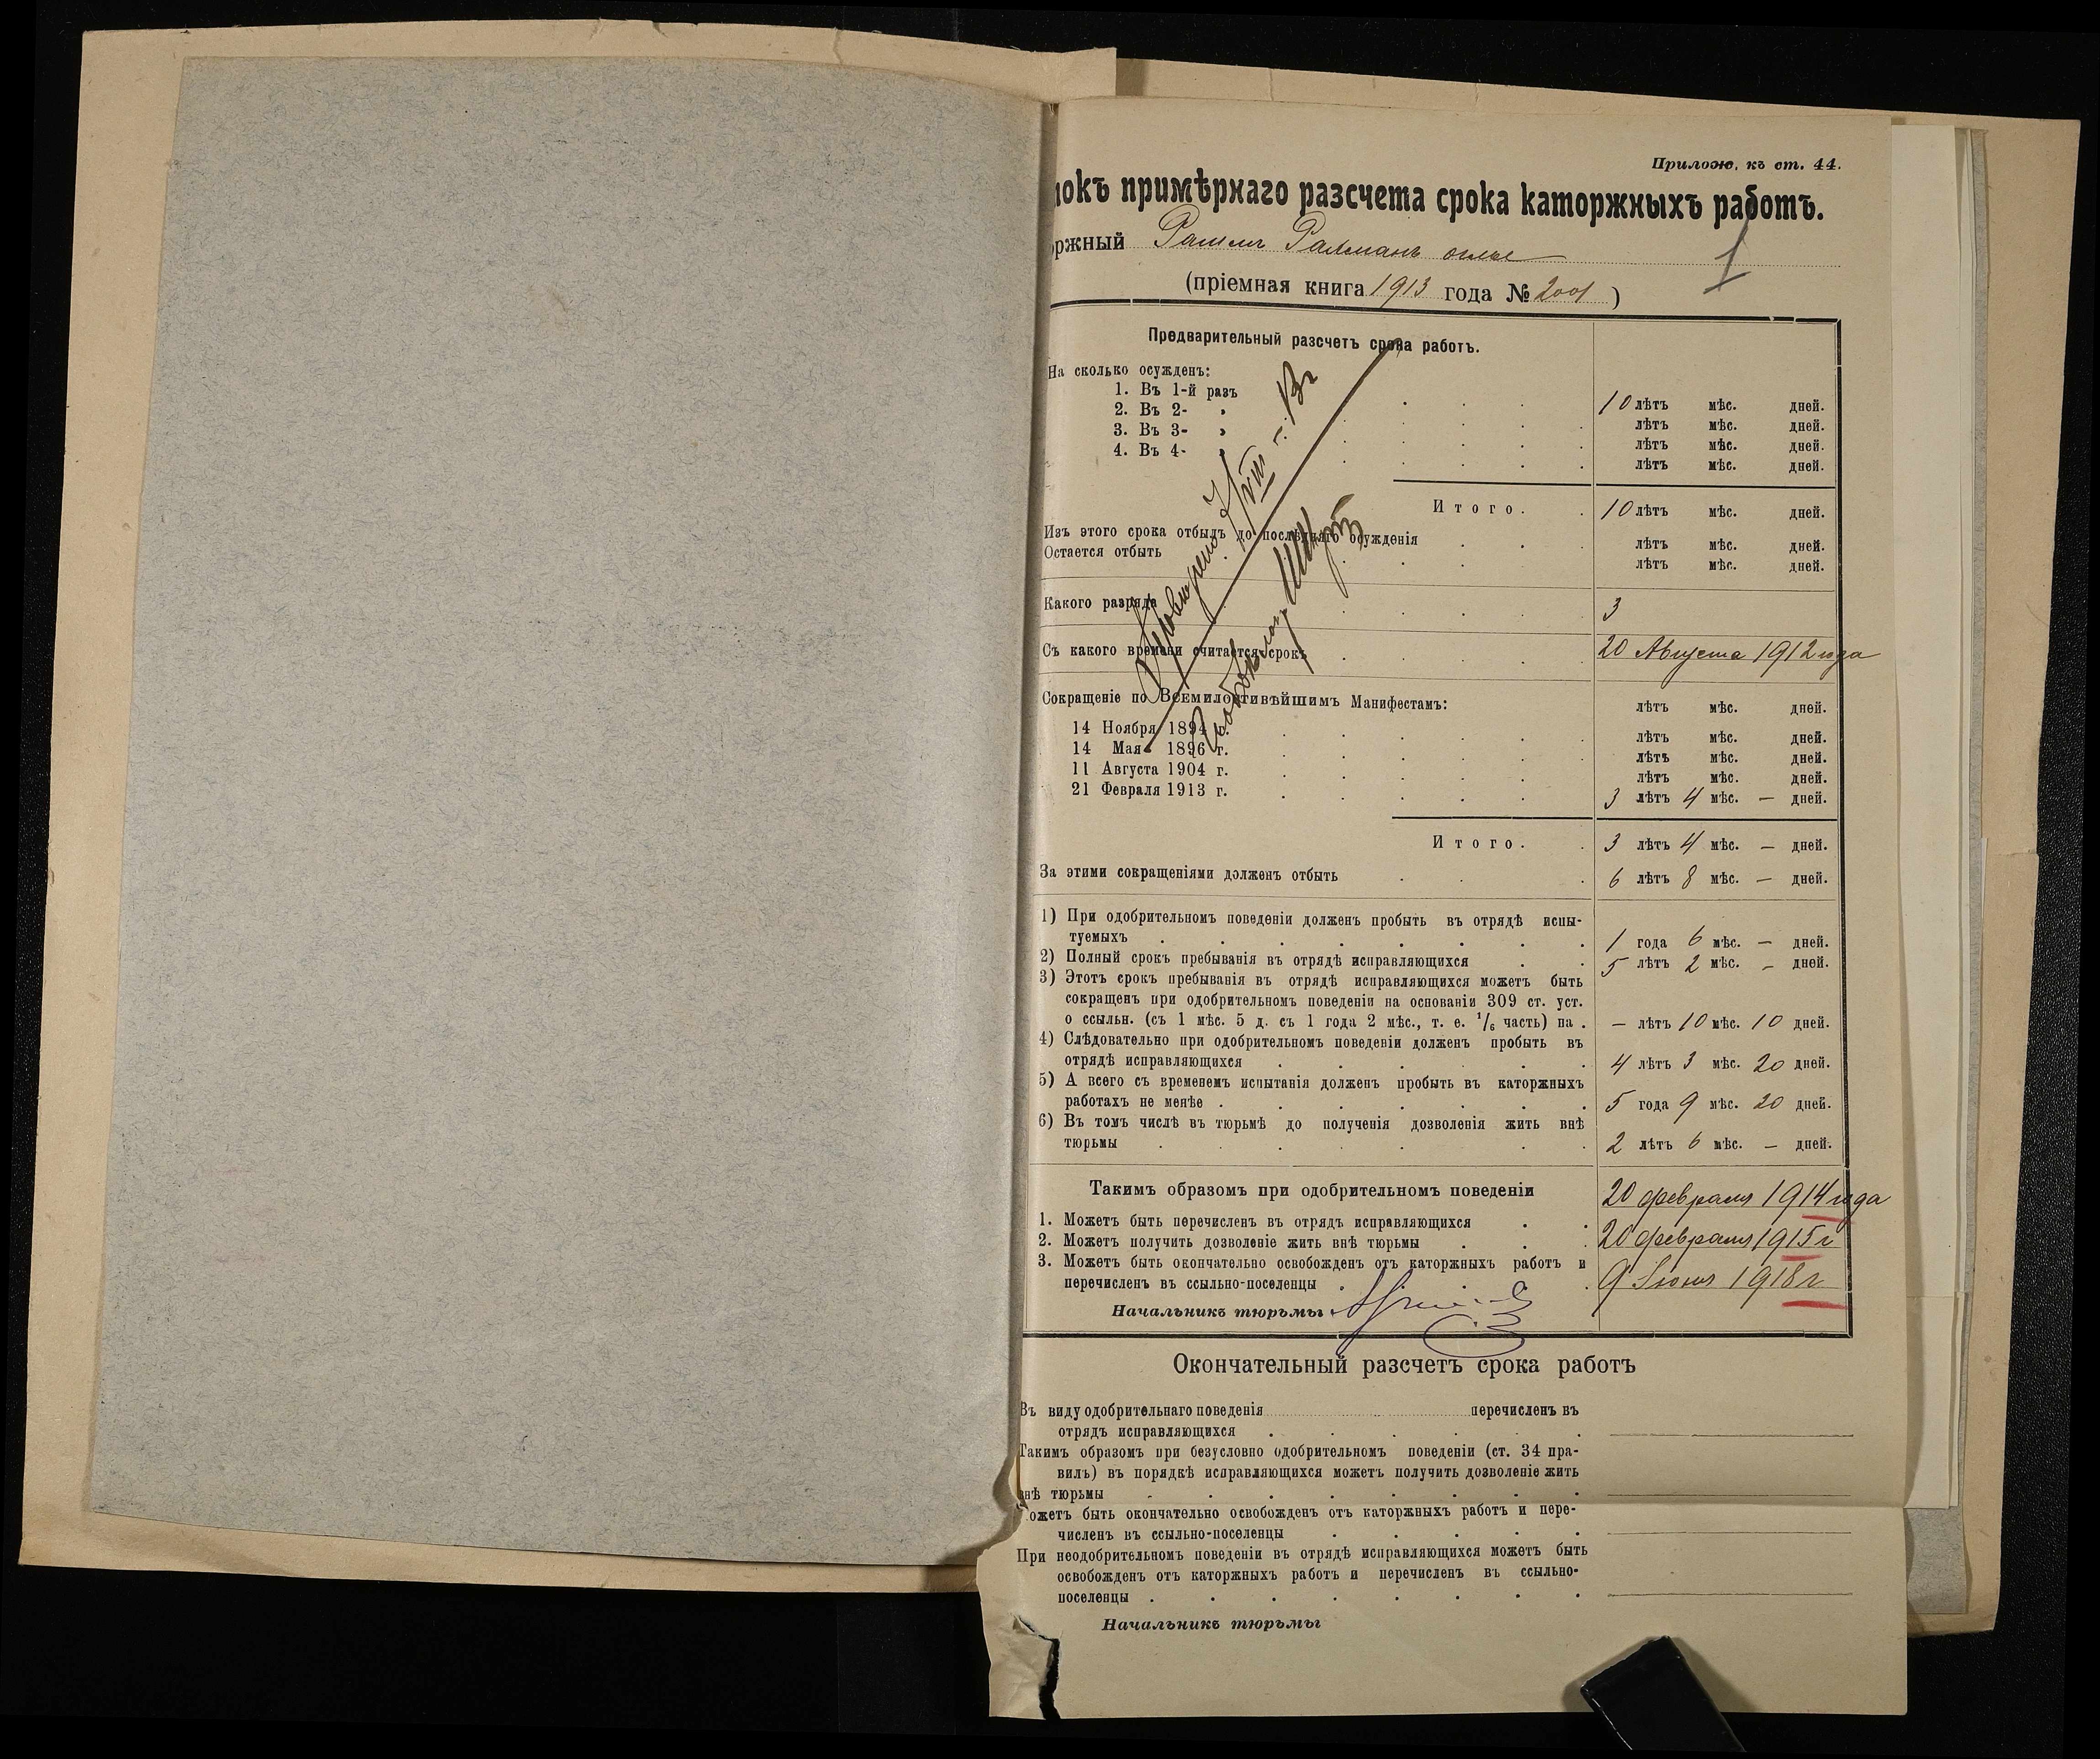 Прилож. къ ст. 44.
покъ примѣрнаго разсчета срока каторжныхъ работъ.
оржный Рахманъ оглы
1
(пріемная книга 1913 года № 2001)
Предварительный разсчетъ срока работъ.
На сколько осужденъ:
1. Въ 1-й разъ 10 лѣтъ мѣс. дней.
2. Въ 2- » лѣтъ мѣс. дней.
3. Въ 3- » лѣтъ мѣс. дней.
4. Въ 4- » лѣтъ мѣс. дней.
Итого. 10 лѣтъ мѣс. дней.
Изъ этого срока отбылъ до послѣдняго осужденія лѣтъ мѣс. дней.
Остается отбыть лѣтъ мѣс. дней.
Какого разряда 3
Съ какого времени считается срокъ 20 Августа 1912 года
Сокращеніе по Всемилостивѣйшимъ Манифестамъ: лѣтъ мѣс. дней.
14 Ноября 1894 г. лѣтъ мѣс. дней.
14 Мая 1896 г. лѣтъ мѣс. дней.
11 Августа 1904 г. лѣтъ мѣс. дней.
21 Февраля 1913 г. 3 лѣтъ 4 мѣс. — дней.
Итого. 3 лѣтъ 4 мѣс. — дней.
За этими сокращеніями долженъ отбыть 6 лѣтъ 8 мѣс. — дней.
1) При одобрительномъ поведеніи долженъ пробыть въ отрядѣ испы-
туемыхъ 1 года 6 мѣс. — дней.
2) Полный срокъ пребыванія въ отрядѣ исправляющихся 5 лѣтъ 2 мѣс. — дней.
3) Этотъ срокъ пребыванія въ отрядѣ исправляющихся можетъ быть
сокращенъ при одобрительномъ поведеніи на основаніи 309 ст. уст.
о ссыльн. (съ 1 мѣс. 5 д. съ 1 года 2 мѣс., т. е. 1/6 часть) на — лѣтъ 10 мѣс. 10 дней.
4) Слѣдовательно при одобрительномъ поведеніи долженъ пробыть въ
отрядѣ исправляющихся 4 лѣтъ 3 мѣс. 20 дней.
5) А всего съ временемъ испытанія долженъ пробыть въ каторжныхъ
работахъ не менѣе 5 года 9 мѣс. 20 дней.
6) Въ томъ числѣ въ тюрьмѣ до полученія дозволенія жить внѣ
тюрьмы 2 лѣтъ 6 мѣс. — дней.
Такимъ образомъ при одобрительномъ поведеніи
1. Можетъ быть перечисленъ въ отрядъ исправляющихся 20 февраля 1914 года
2. Можетъ получить дозволеніе жить внѣ тюрьмы 20 февраля 1915 г
3. Можетъ быть окончательно освобожденъ отъ каторжныхъ работъ и
перечисленъ въ ссыльно-поселенцы 9 Іюня 1918 г
Начальникъ тюрьмы
Окончательный разсчетъ срока работъ
Въ виду одобрительнаго поведенія перечисленъ въ
отрядъ исправляющихся
Такимъ образомъ при безусловно одобрительномъ поведеніи (ст. 34 пра-
вилъ) въ порядкѣ исправляющихся можетъ получить дозволеніе жить
внѣ тюрьмы
ожетъ быть окончательно освобожденъ отъ каторжныхъ работъ и пере-
численъ въ ссыльно-поселенцы
При неодобрительномъ поведеніи въ отрядѣ исправляющихся можетъ быть
освобожденъ отъ каторжныхъ работъ и перечисленъ въ ссыльно-
поселенцы
Начальникъ тюрьмы